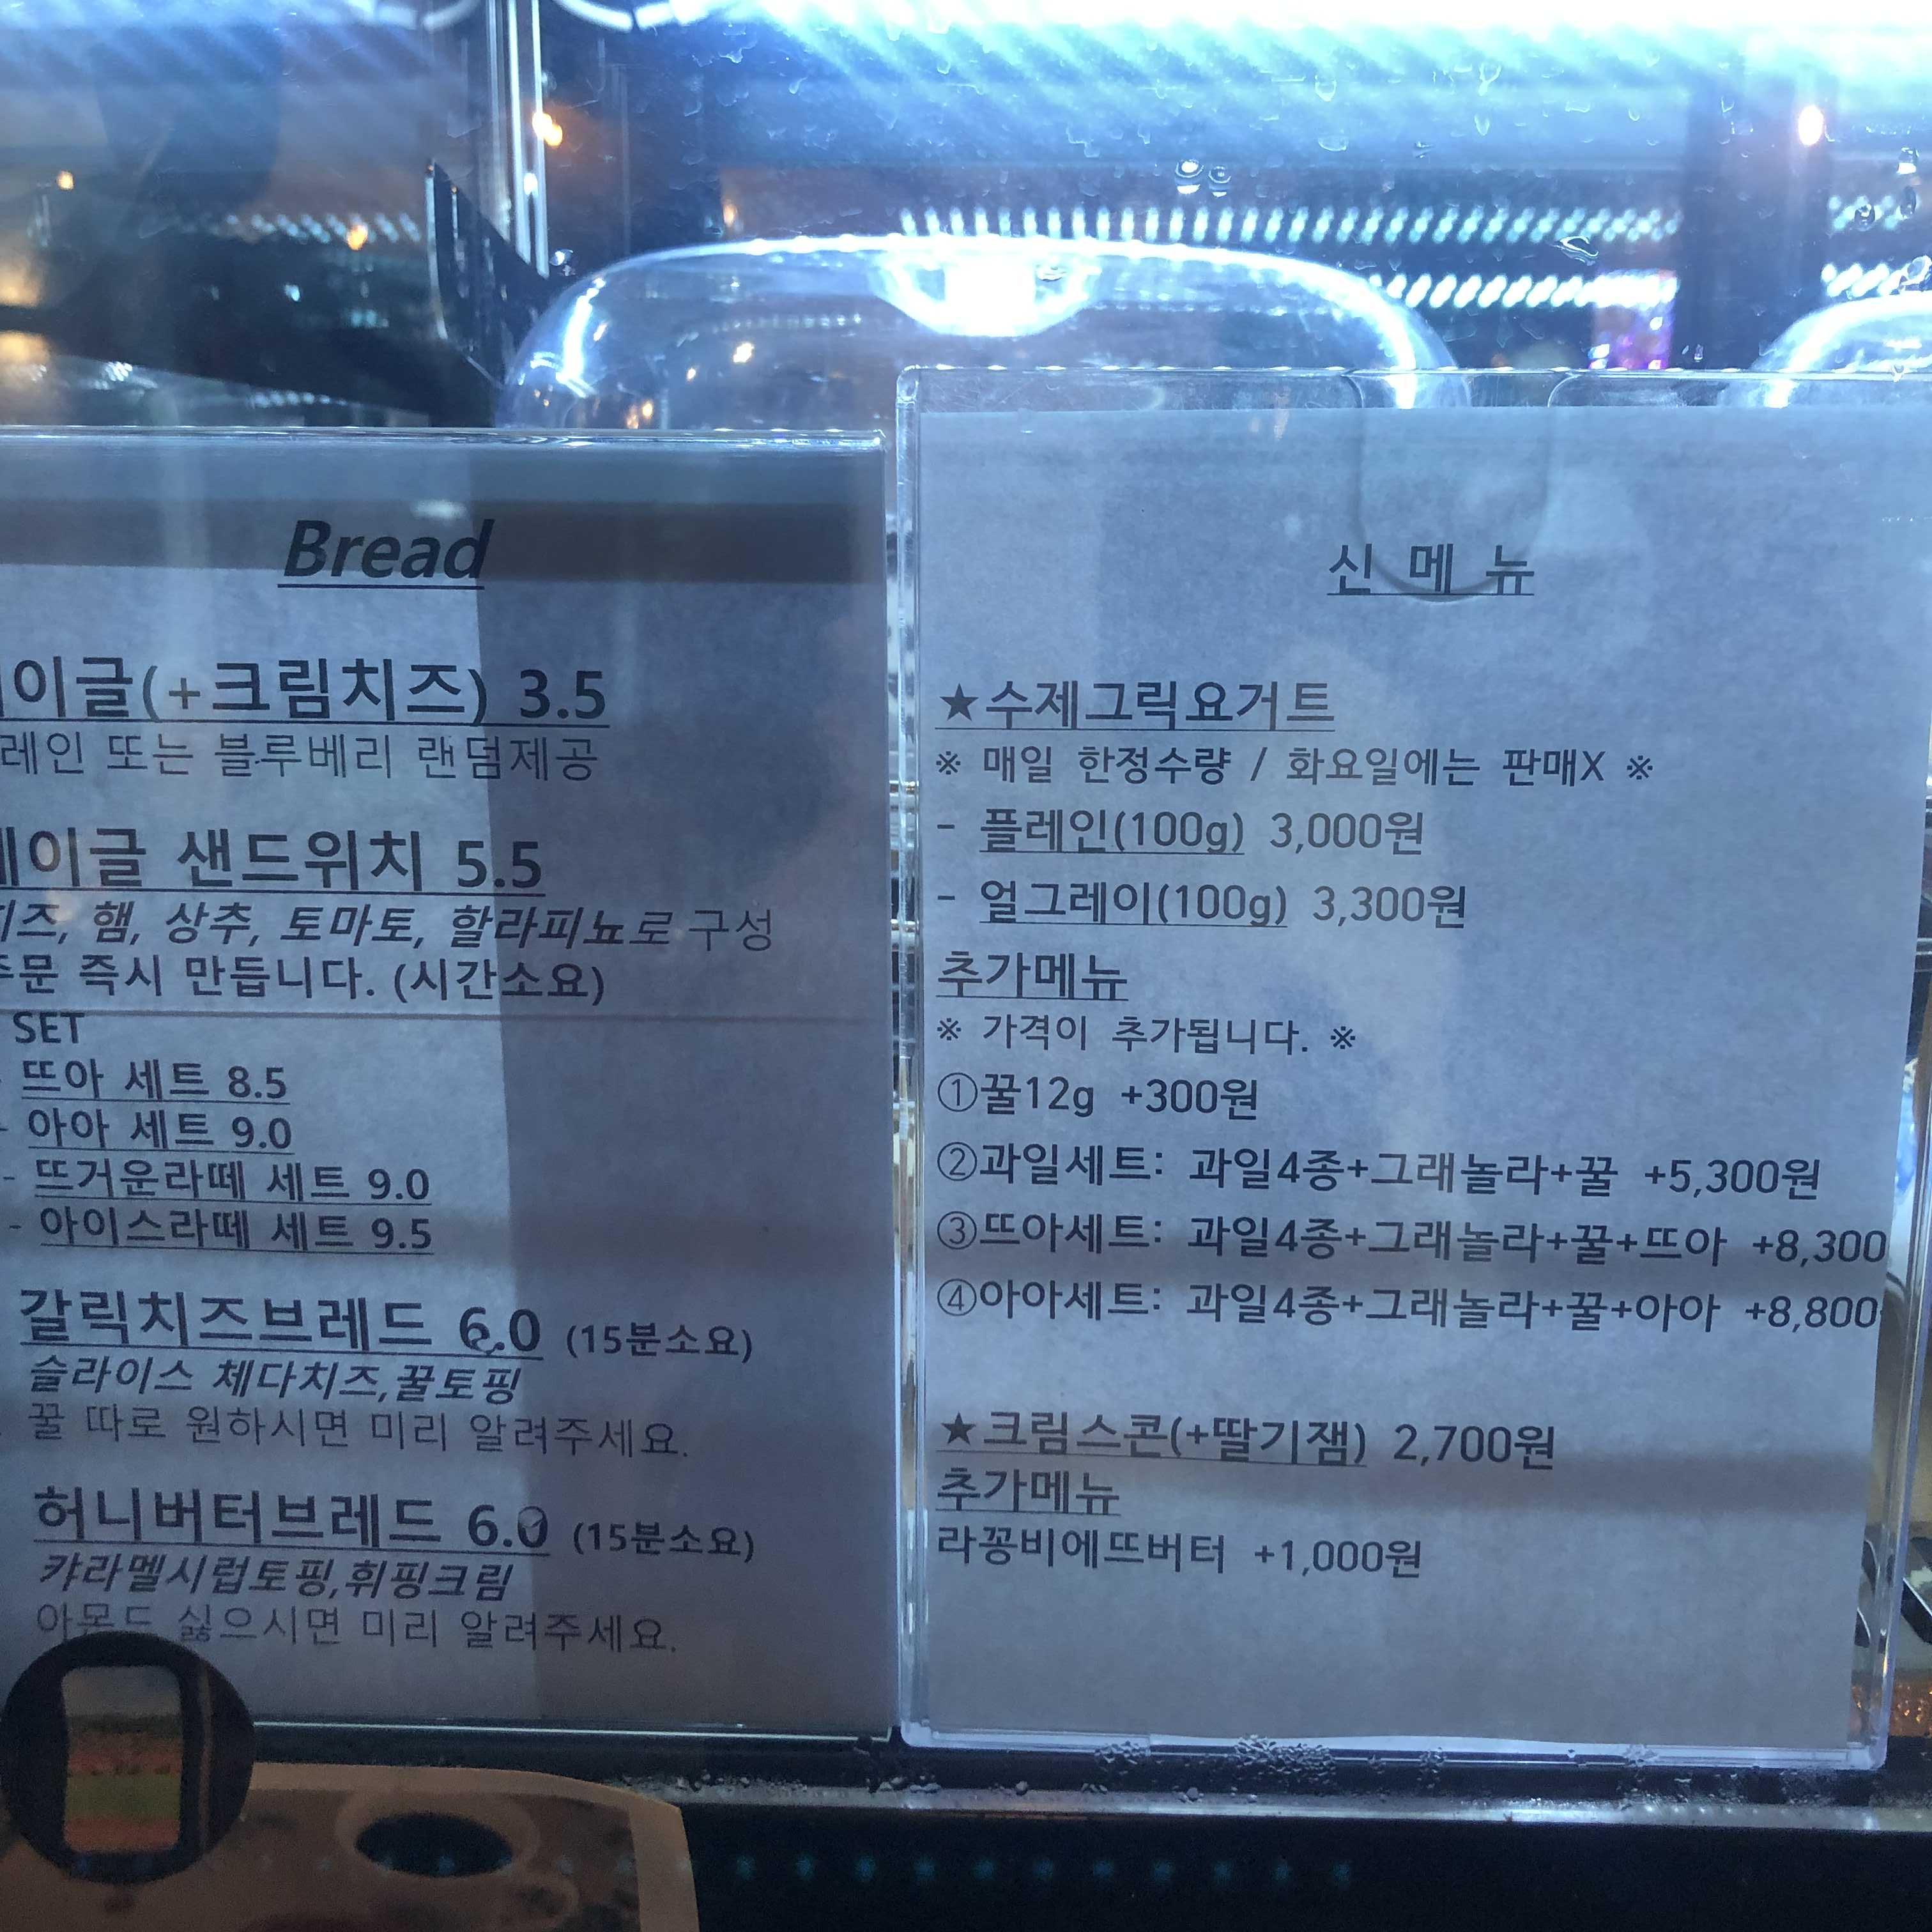 Bread
이글(+크림치즈) 3.5
레인 또는 블루베리 랜덤제공
이글 샌드위치 5.5
치즈, 햄, 상추, 토마토, 할라피뇨로 구성
주문 즉시 만듭니다. (시간소요)
SET
- 뜨아 세트 8.5
- 아아 세트 9.0
- 뜨거운라떼 세트 9.0
- 아이스라떼 세트 9.5
갈릭치즈브레드 6.0 (15분소요)
슬라이스 체다치즈,꿀토핑
꿀 따로 원하시면 미리 알려주세요.
허니버터브레드 6.0 (15분소요)
캬라멜시럽토핑,휘핑크림
아몬드 싫으시면 미리 알려주세요.
신 메 뉴
★수제그릭요거트
※ 매일 한정수량 / 화요일에는 판매X ※
- 플레인(100g) 3,000원
- 얼그레이(100g) 3,300원
추가메뉴
※ 가격이 추가됩니다. ※
①꿀12g +300원
②과일세트: 과일4종+그래놀라+꿀 +5,300원
③뜨아세트: 과일4종+그래놀라+꿀+뜨아 +8,300
④아아세트: 과일4종+그래놀라+꿀+아아 +8,800
★크림스콘(+딸기잼) 2,700원
추가메뉴
라꽁비에뜨버터 +1,000원